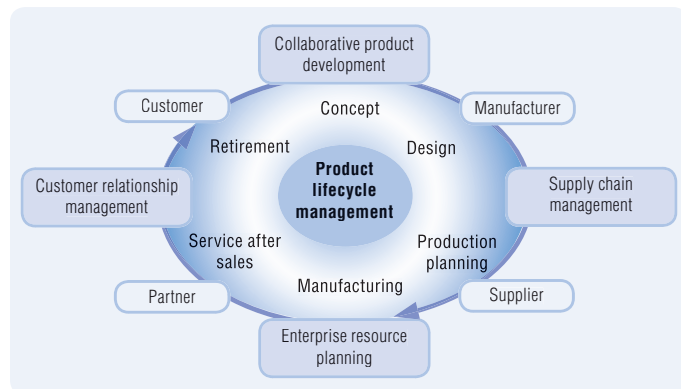 Collaborative product
development
Customer
Concept
Manufacturer
Retirement
Design
Product
lifecycle
management
Customer relationship
management
Supply chain
management
Service after
sales
Production
planning
Manufacturing
Partner
Supplier
Enterprise resource
planning